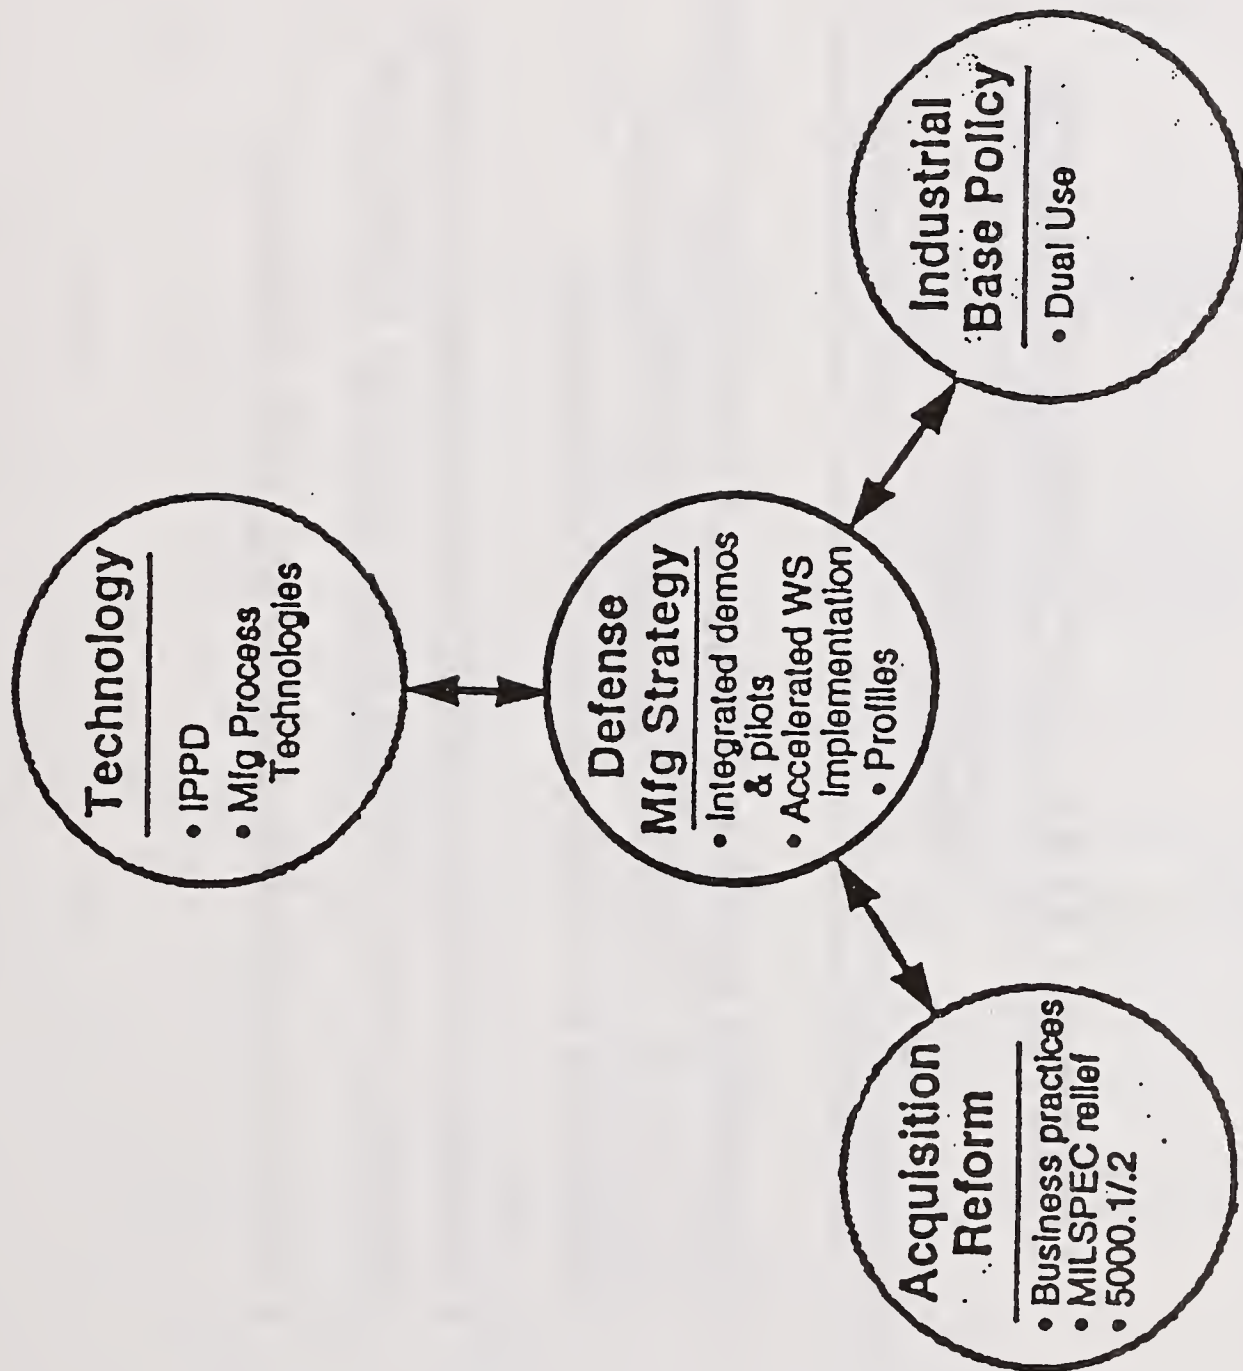 Technology
• IPPD
• Mfg Process
Technologies
Defense
Mfg Strategy
• Integrated demos
& pilots
• Accelerated WS
Implementation
• Profiles
Acquisition
Reform
• Business practices
• MILSPEC relief
• 5000.1/.2
Industrial
Base Policy
• Dual Use